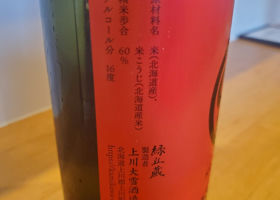 原材料名 米(北海道産)、
米こうじ(北海道産米)
精米歩合 60%
アルコール分 16度
緑丘蔵
製造者
上川大雪酒造
北海道上川郡上川